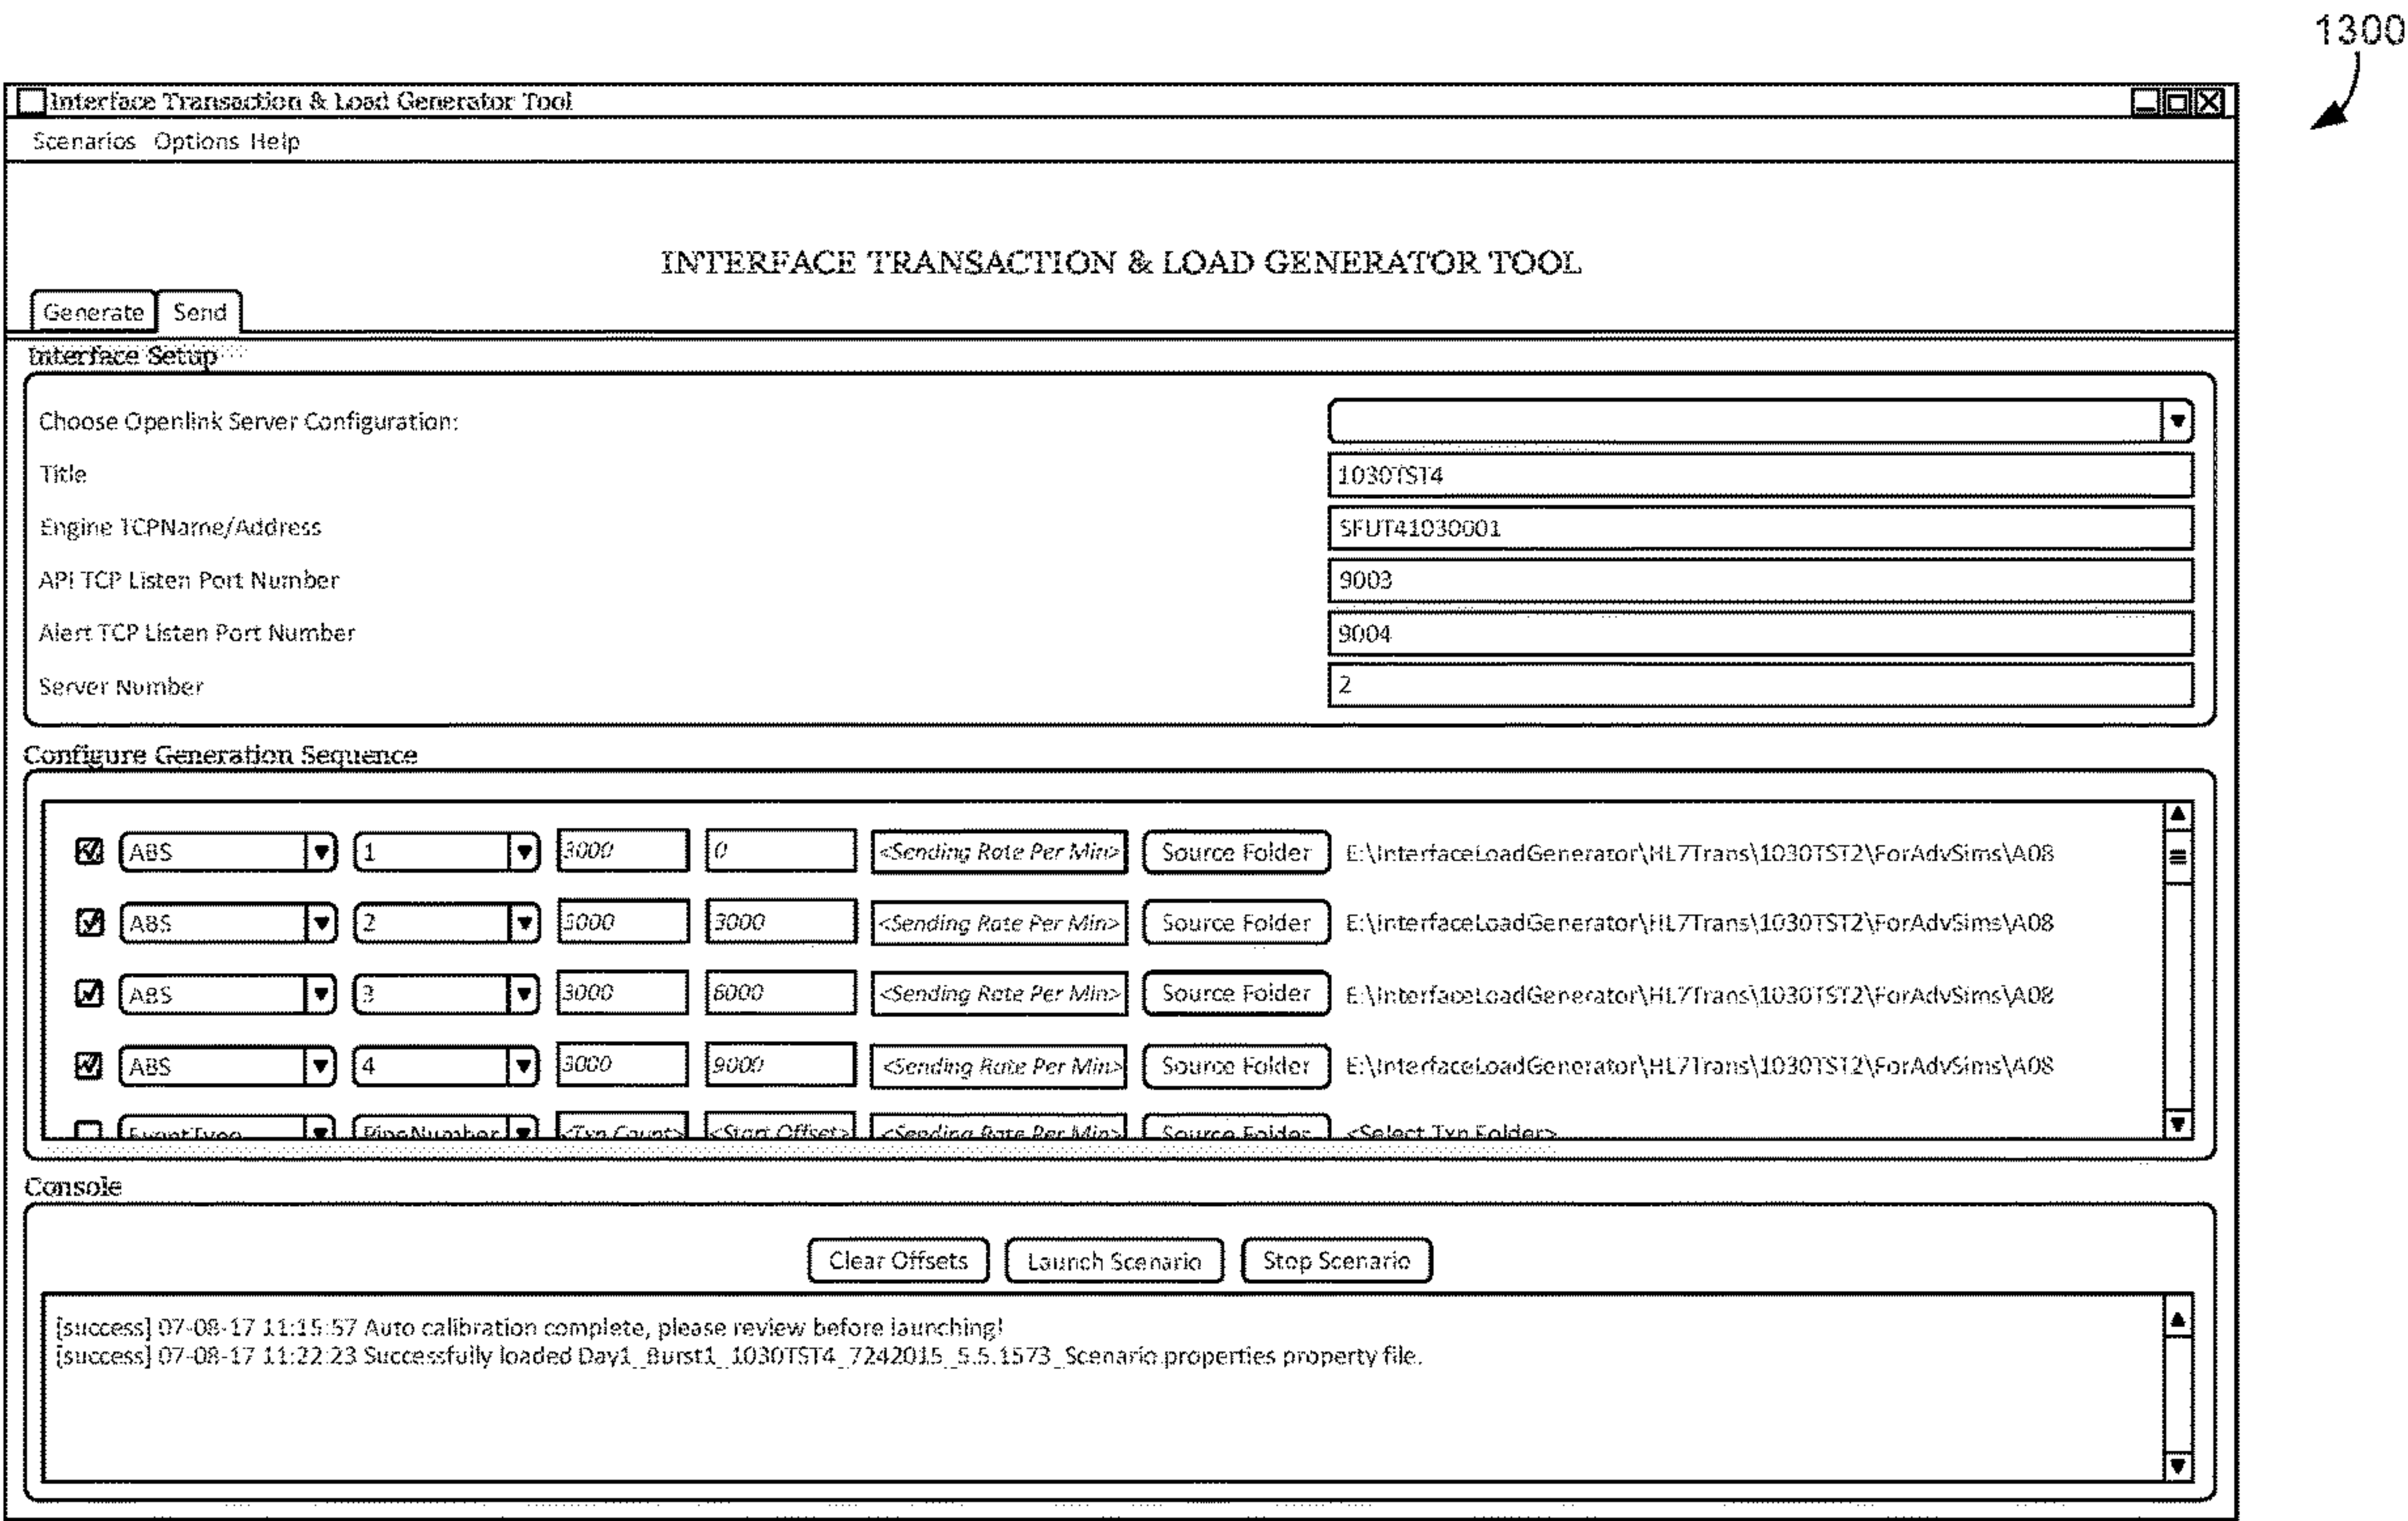 1300
Interface Transaction & Load Generator Tool
Scenarios Options Help
INTERFACE TRANSACTION & LOAD GENERATOR TOOL
Generate Send
Interface Setup
Choose Openlink Server Configuration:
Title 1030TST4
Engine TCPName/Address SFUT41030001
API TCP Listen Port Number 9003
Alert TCP Listen Port Number 9004
Server Number 2
Configure Generation Sequence
ABS 1 3000 0 <Sending Rate Per Min> Source Folder E:\InterfaceLoadGenerator\HL7Trans\1030TST2\ForAdvSims\A08
ABS 2 3000 3000 <Sending Rate Per Min> Source Folder E:\InterfaceLoadGenerator\HL7Trans\1030TST2\ForAdvSims\A08
ABS 3 3000 6000 <Sending Rate Per Min> Source Folder E:\InterfaceLoadGenerator\HL7Trans\1030TST2\ForAdvSims\A08
ABS 4 3000 9000 <Sending Rate Per Min> Source Folder E:\InterfaceLoadGenerator\HL7Trans\1030TST2\ForAdvSims\A08
EventType PipeNumber <Txn Count> <Start Offset> <Sending Rate Per Min> Source Folder <Select Txn Folder>
Console
Clear Offsets Launch Scenario Stop Scenario
[success] 07-08-17 11:15:57 Auto calibration complete, please review before launching!
[success] 07-08-17 11:22:23 Successfully loaded Day1_Burst1_1030TST4_7242015_5.5.1573_Scenario.properties property file.